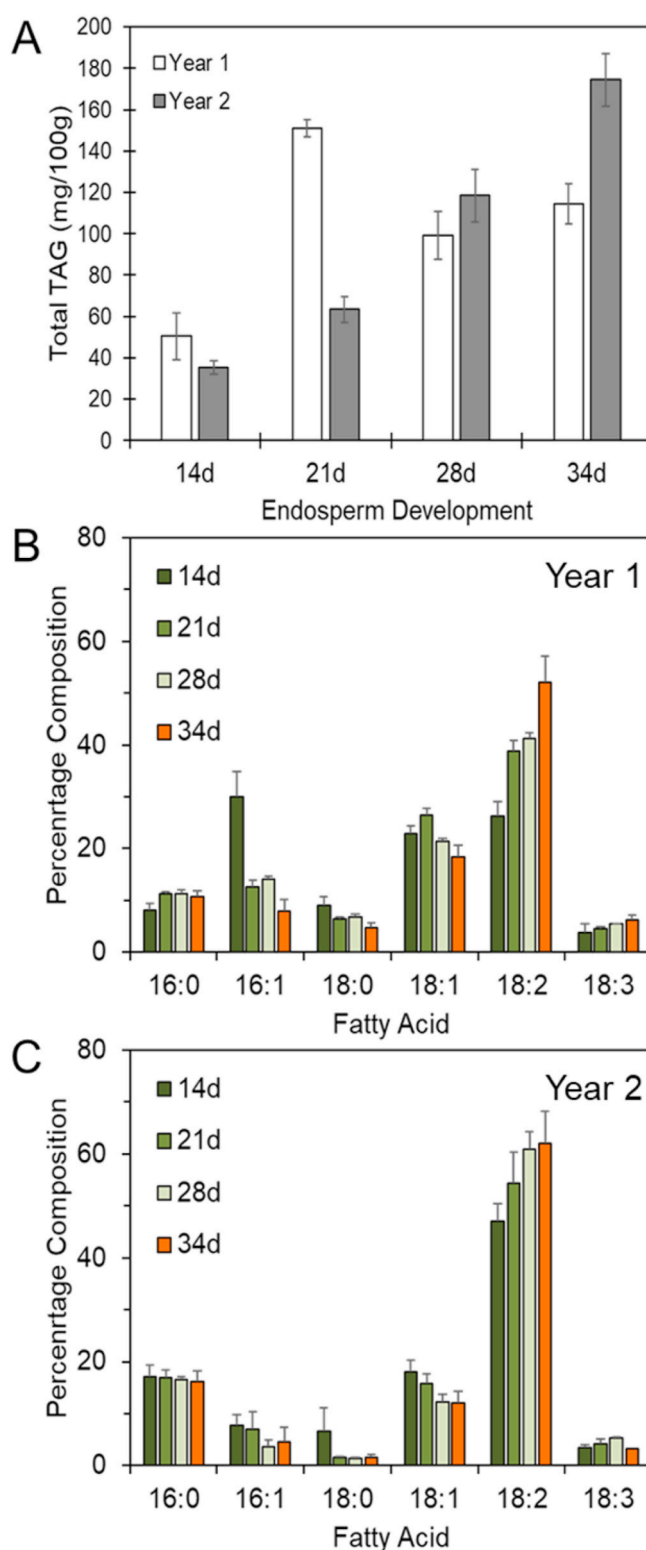 A
200
180
160
140
120
100
80
60
40
20
0
Total TAG (mg/100g)
Year 1
Year 2
14d 21d 28d 34d
Endosperm Development
B
80
60
40
20
0
Percenrtage Composition
14d
21d
28d
34d
Year 1
16:0 16:1 18:0 18:1 18:2 18:3
Fatty Acid
C
80
60
40
20
0
Percenrtage Composition
14d
21d
28d
34d
Year 2
16:0 16:1 18:0 18:1 18:2 18:3
Fatty Acid